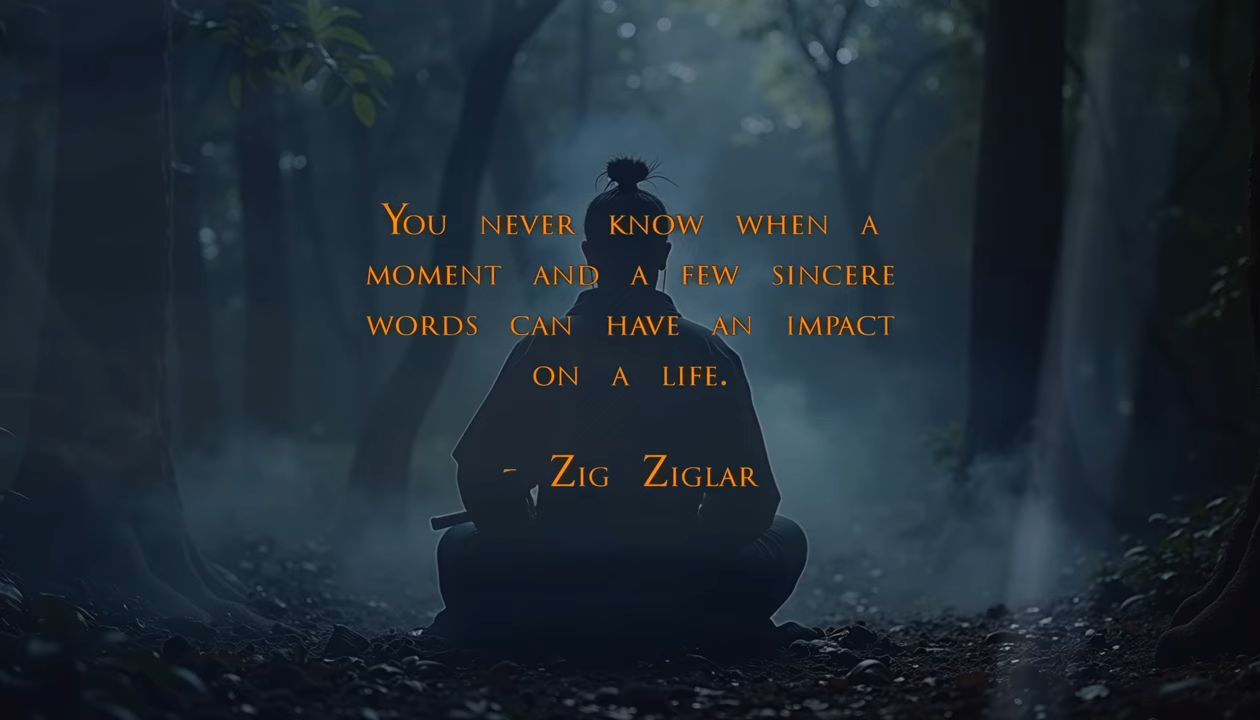 You never know when a
moment and a few sincere
words can have an impact
on a life.
- Zig Ziglar